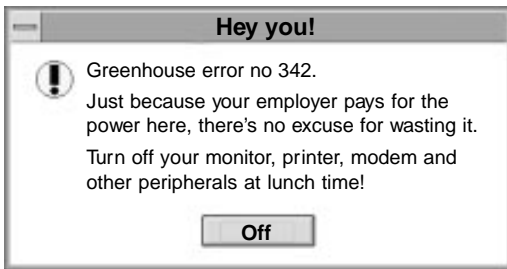 Hey you!
Greenhouse error no 342.
Just because your employer pays for the
power here, there's no excuse for wasting it.
Turn off your monitor, printer, modem and
other peripherals at lunch time!
Off